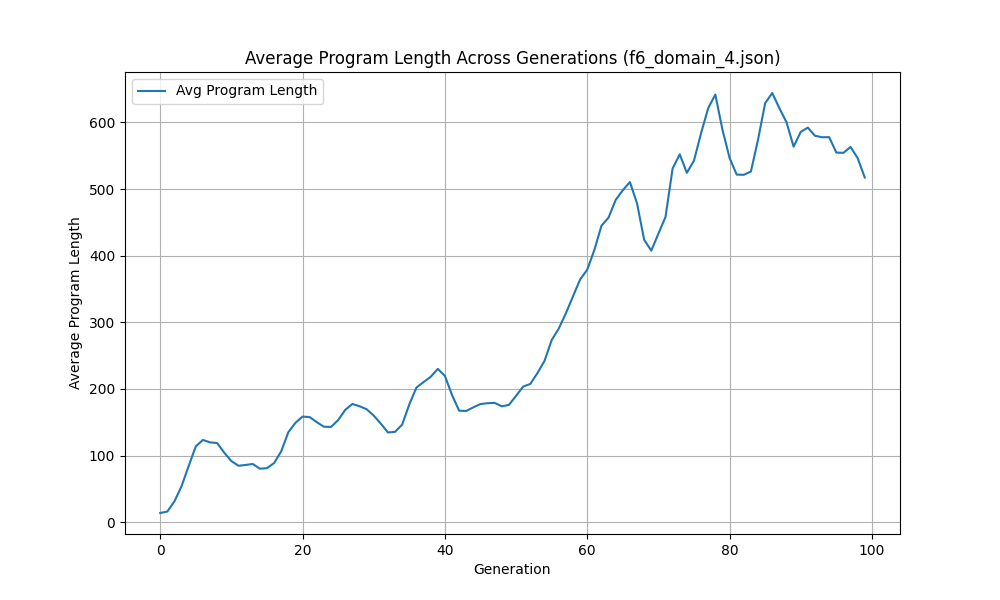 Average Program Length Across Generations (f6_domain_4.json)
Avg Program Length
Average Program Length
600
500
400
300
200
100
0
0 20 40 60 80 100
Generation